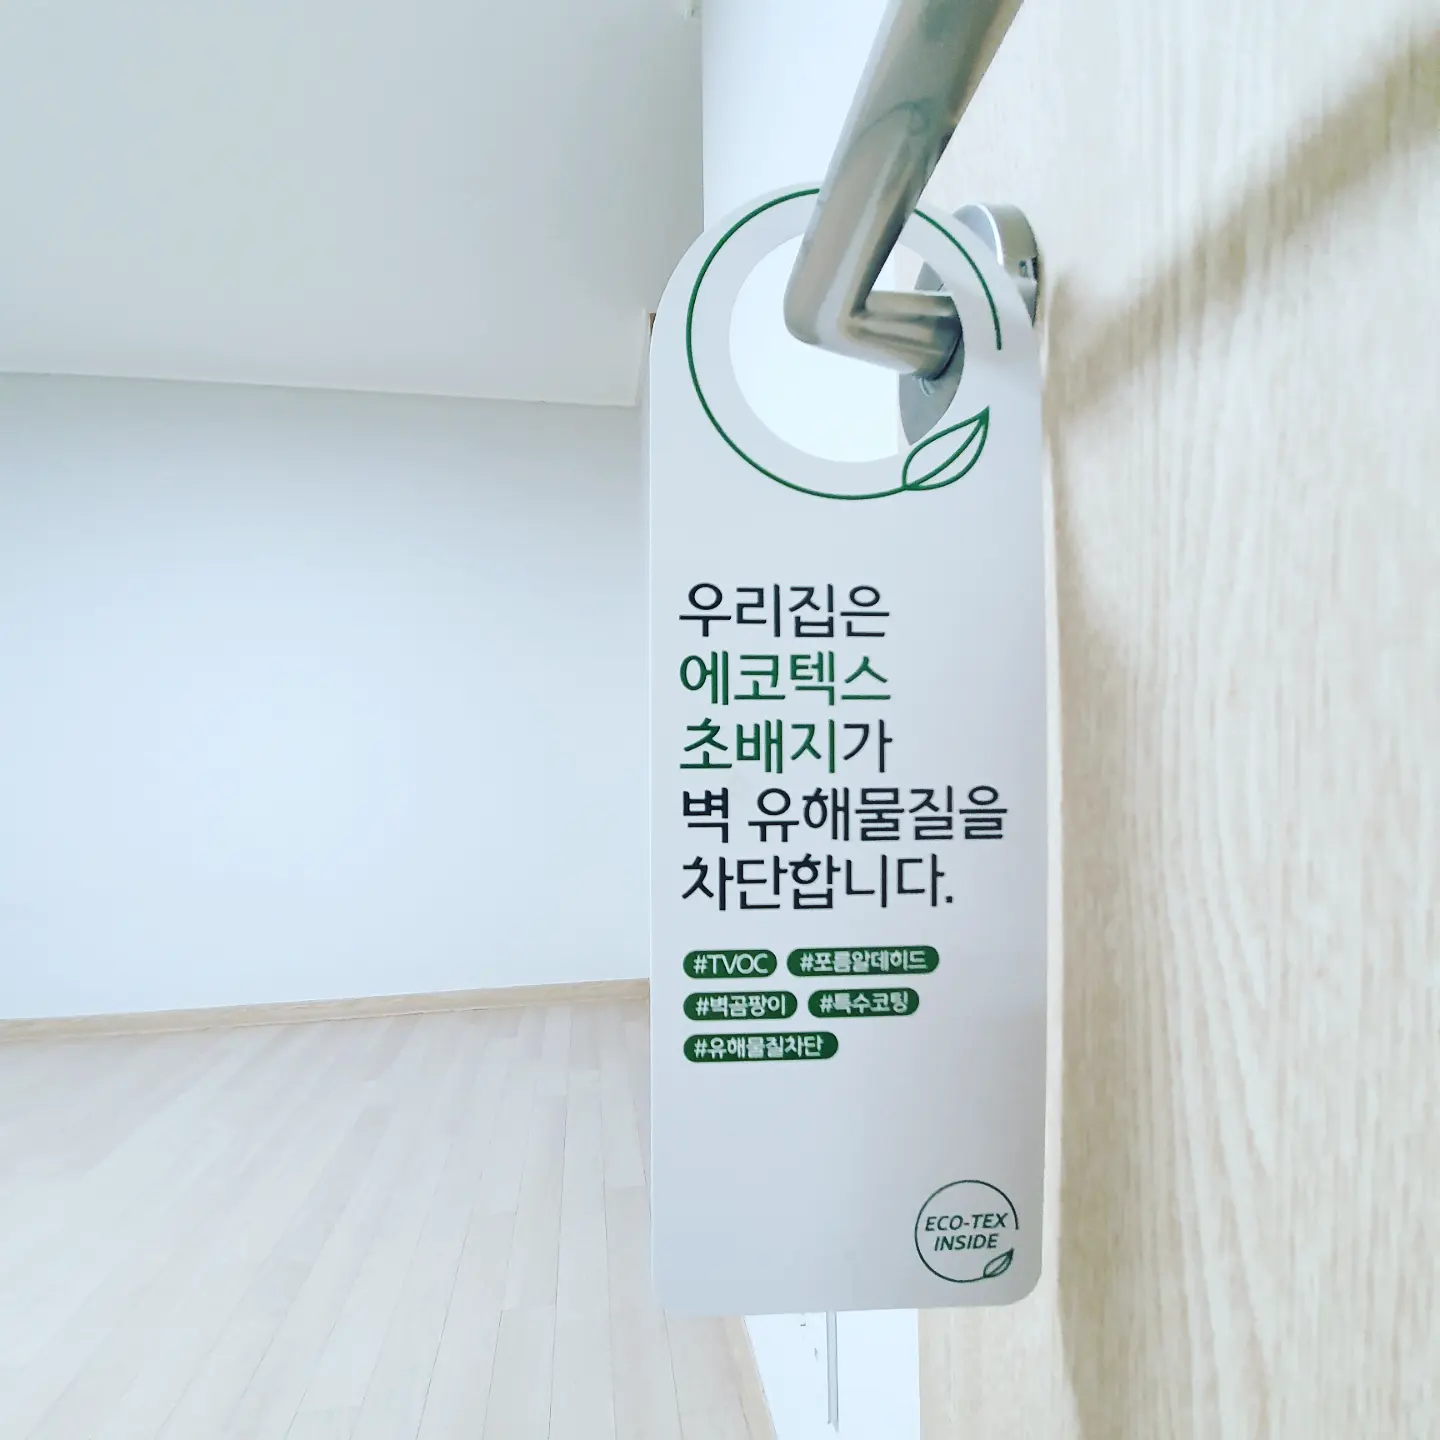 우리집은
에코텍스
초배지가
벽 유해물질을
차단합니다.
#TVOC #포름알데히드
#벽곰팡이 #특수코팅
#유해물질차단
ECO-TEX
INSIDE